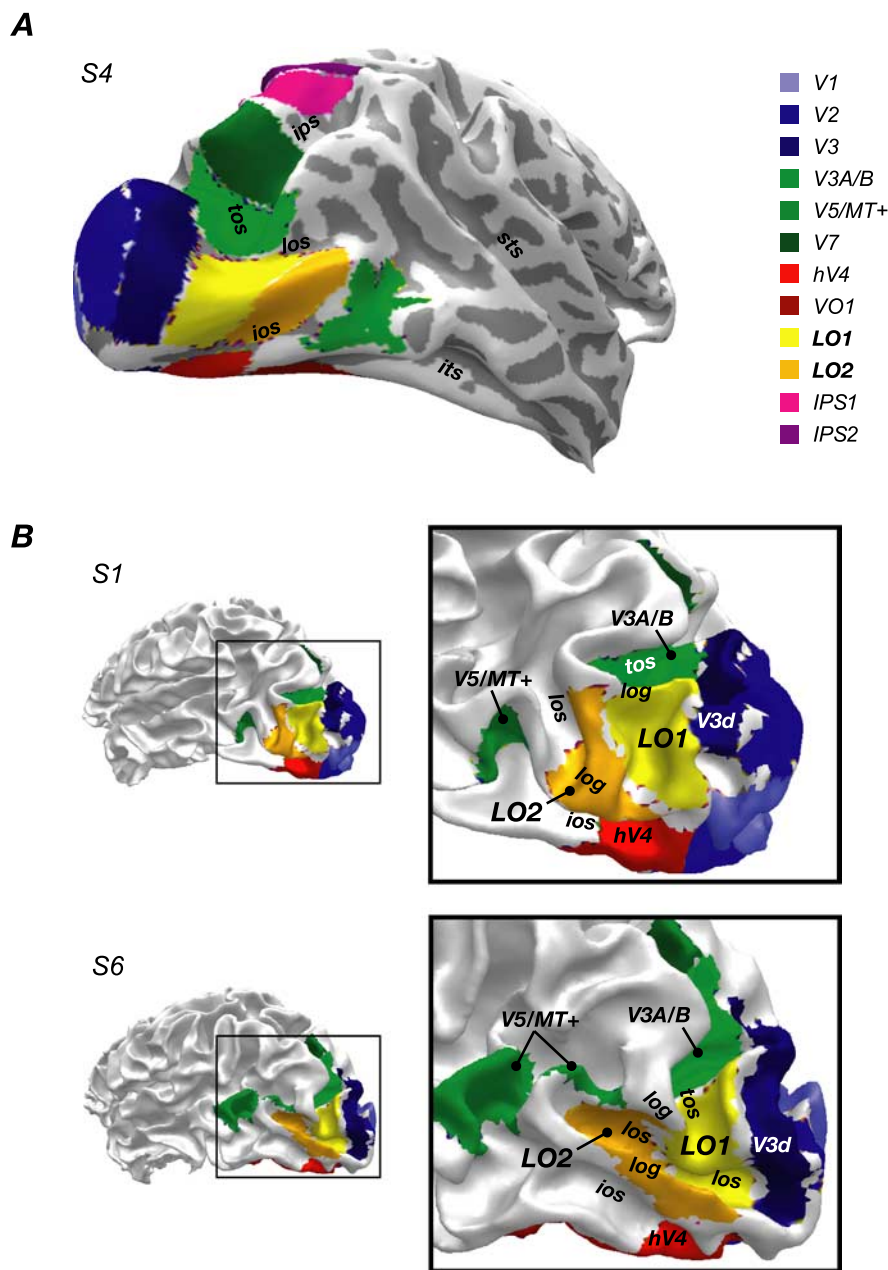 A
S4
V1
V2
V3
V3A/B
V5/MT+
V7
hV4
VO1
LO1
LO2
IPS1
IPS2
ips
tos
los
sts
ios
its
B
S1
V3A/B
tos
V5/MT+
log
los
V3d
LO1
log
LO2
ios
hV4
S6
V5/MT+
V3A/B
log
tos
los
LO1
V3d
LO2
log
los
ios
hV4